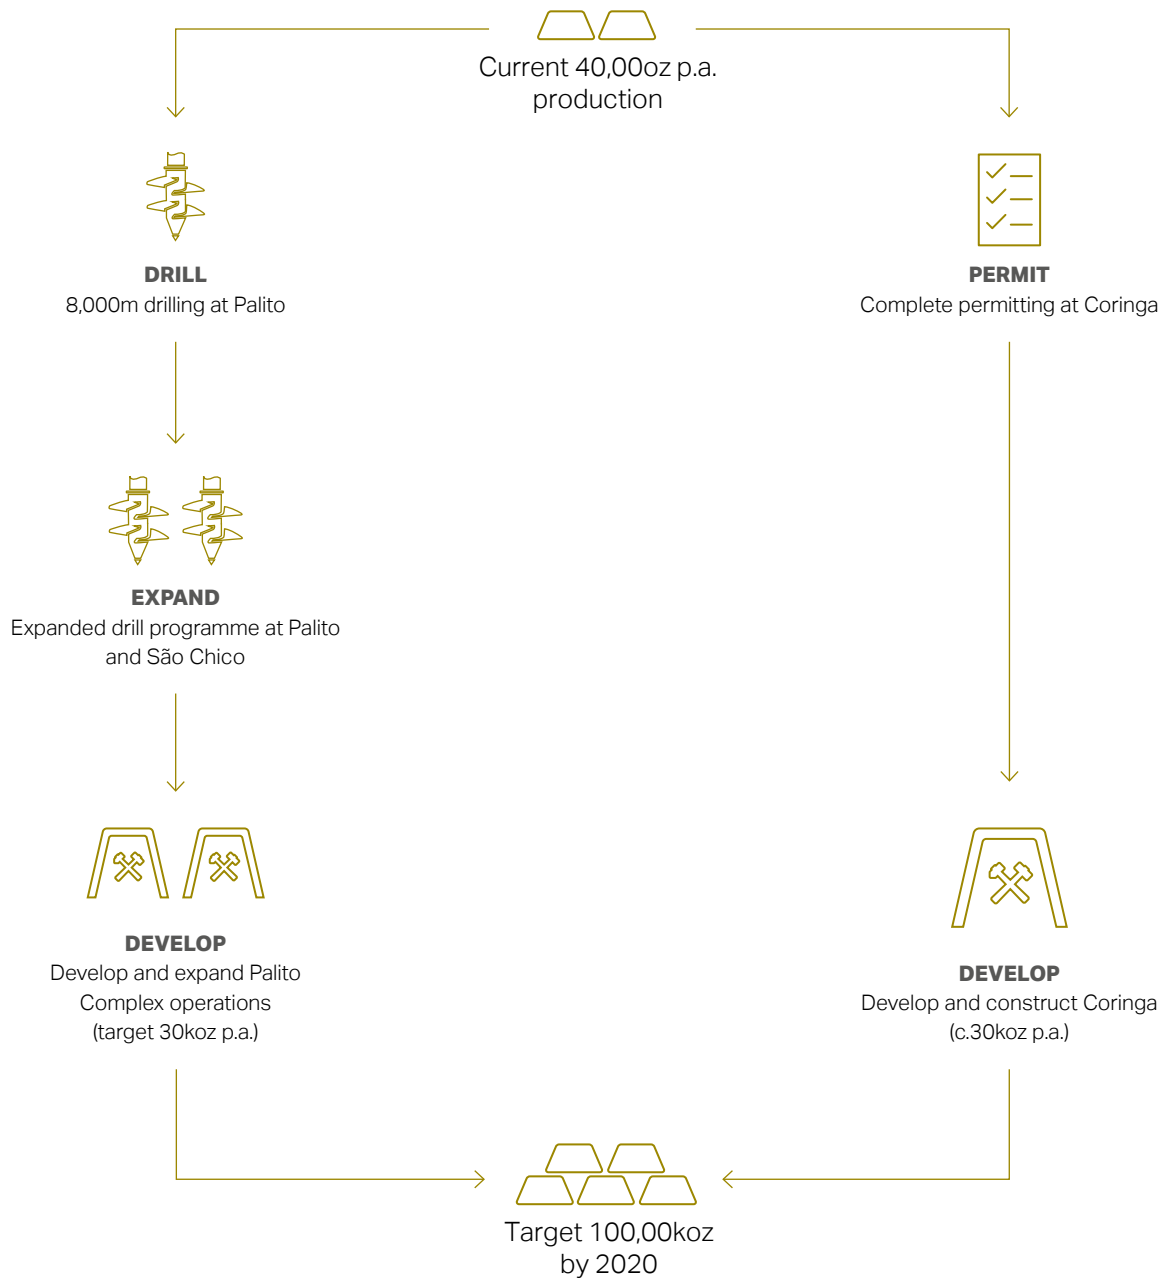 Current 40,00oz p.a.
production
DRILL
8,000m drilling at Palito
PERMIT
Complete permitting at Coringa
EXPAND
Expanded drill programme at Palito
and São Chico
DEVELOP
Develop and expand Palito
Complex operations
(target 30koz p.a.)
DEVELOP
Develop and construct Coringa
(c.30koz p.a.)
Target 100,00koz
by 2020